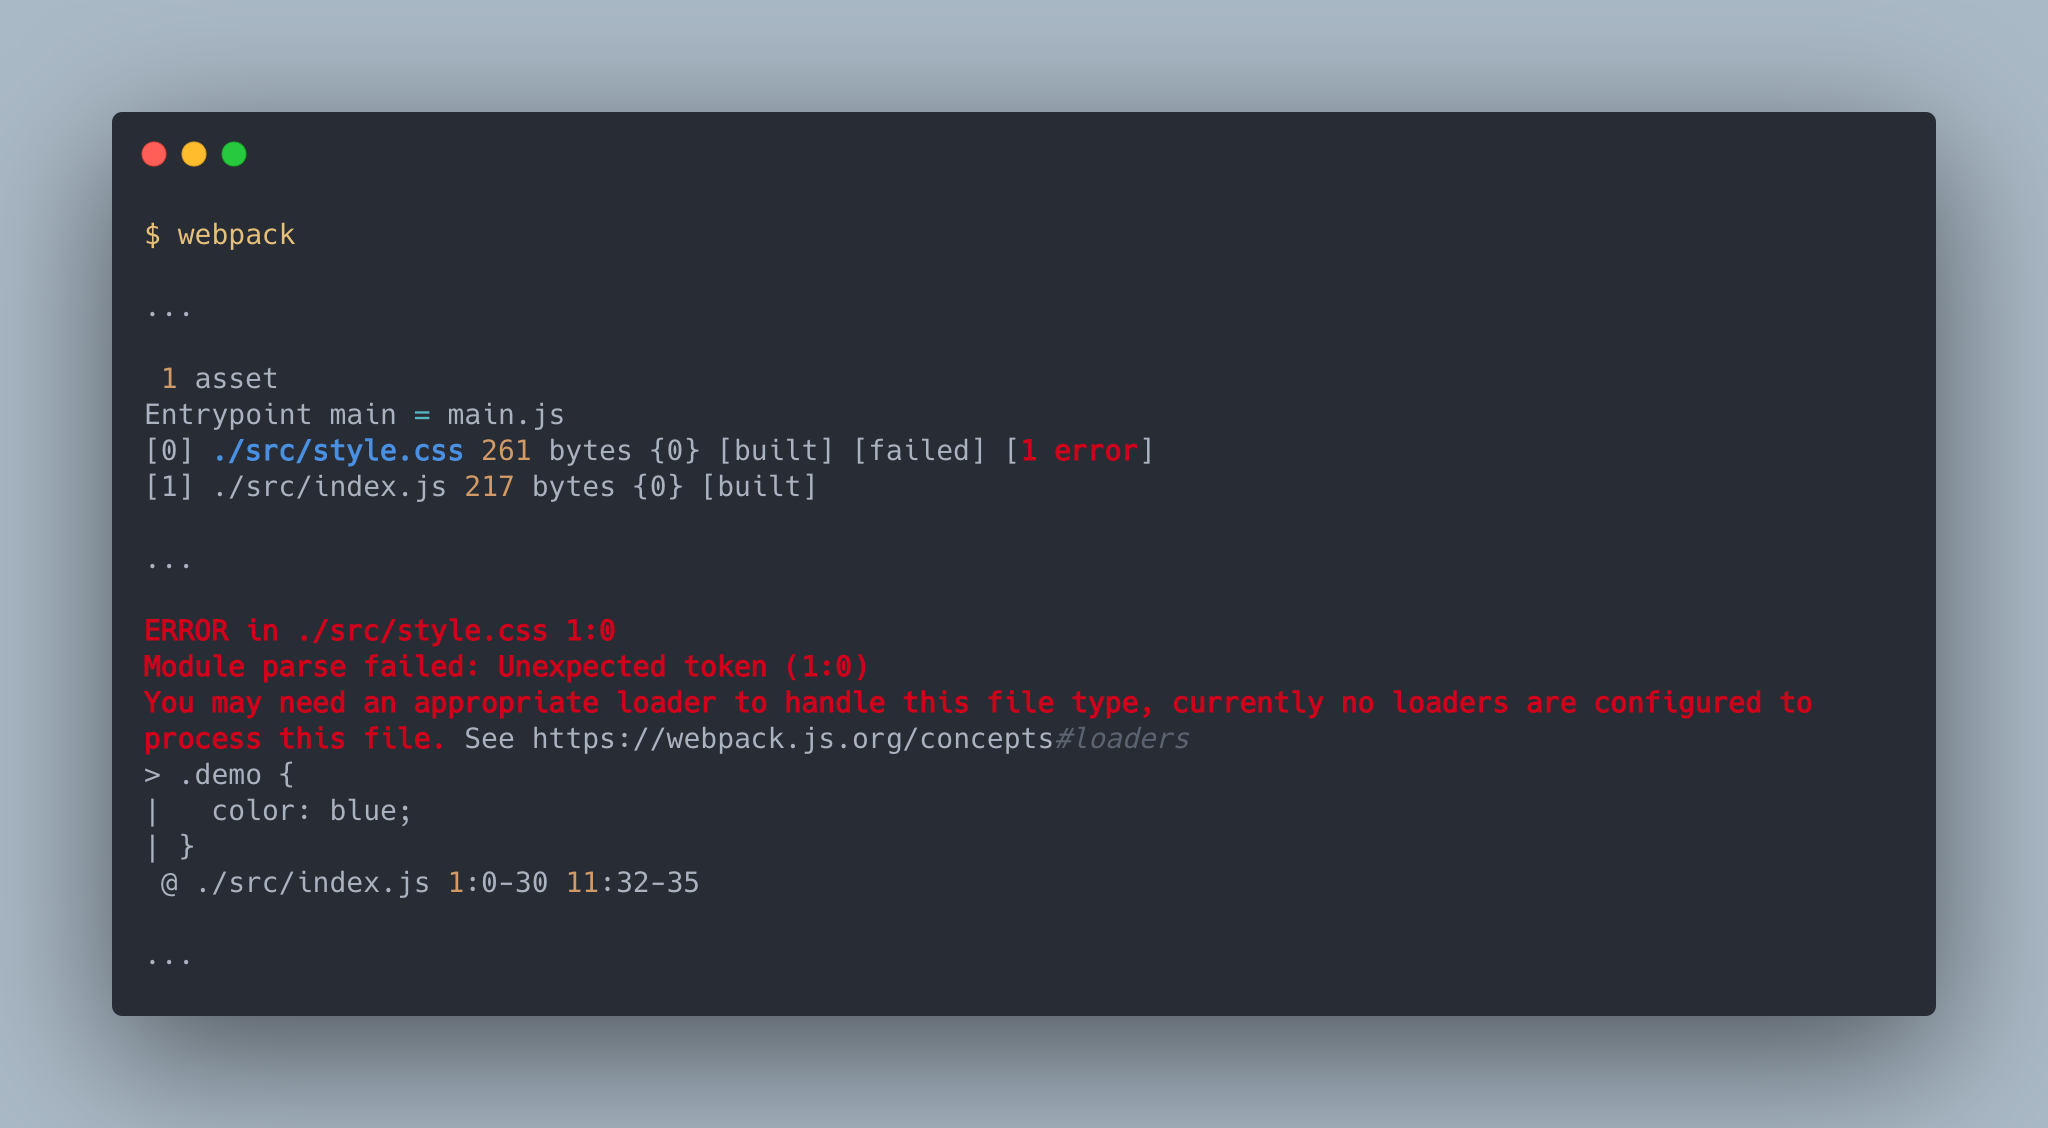 $ webpack
...
1 asset
Entrypoint main = main.js
[0] ./src/style.css 261 bytes {0} [built] [failed] [1 error]
[1] ./src/index.js 217 bytes {0} [built]
...
ERROR in ./src/style.css 1:0
Module parse failed: Unexpected token (1:0)
You may need an appropriate loader to handle this file type, currently no loaders are configured to
process this file. See https://webpack.js.org/concepts#loaders
> .demo {
|   color: blue;
| }
@ ./src/index.js 1:0-30 11:32-35
...